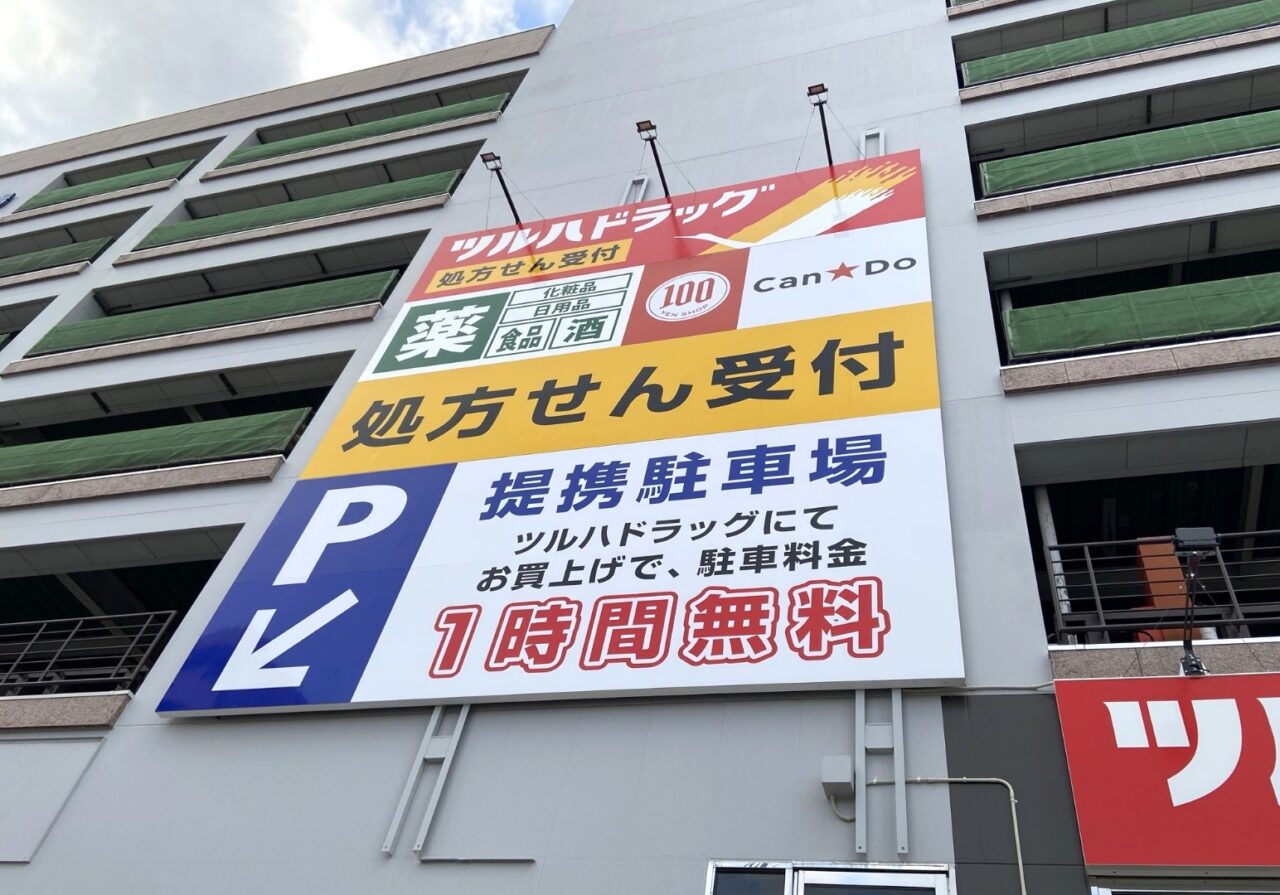 ツルハドラッグ
処方せん受付
薬
化粧品
日用品
食品 酒
100
YEN SHOP
Can★Do
処方せん受付
P
提携駐車場
ツルハドラッグにて
お買上げで、駐車料金
1時間無料
ツル